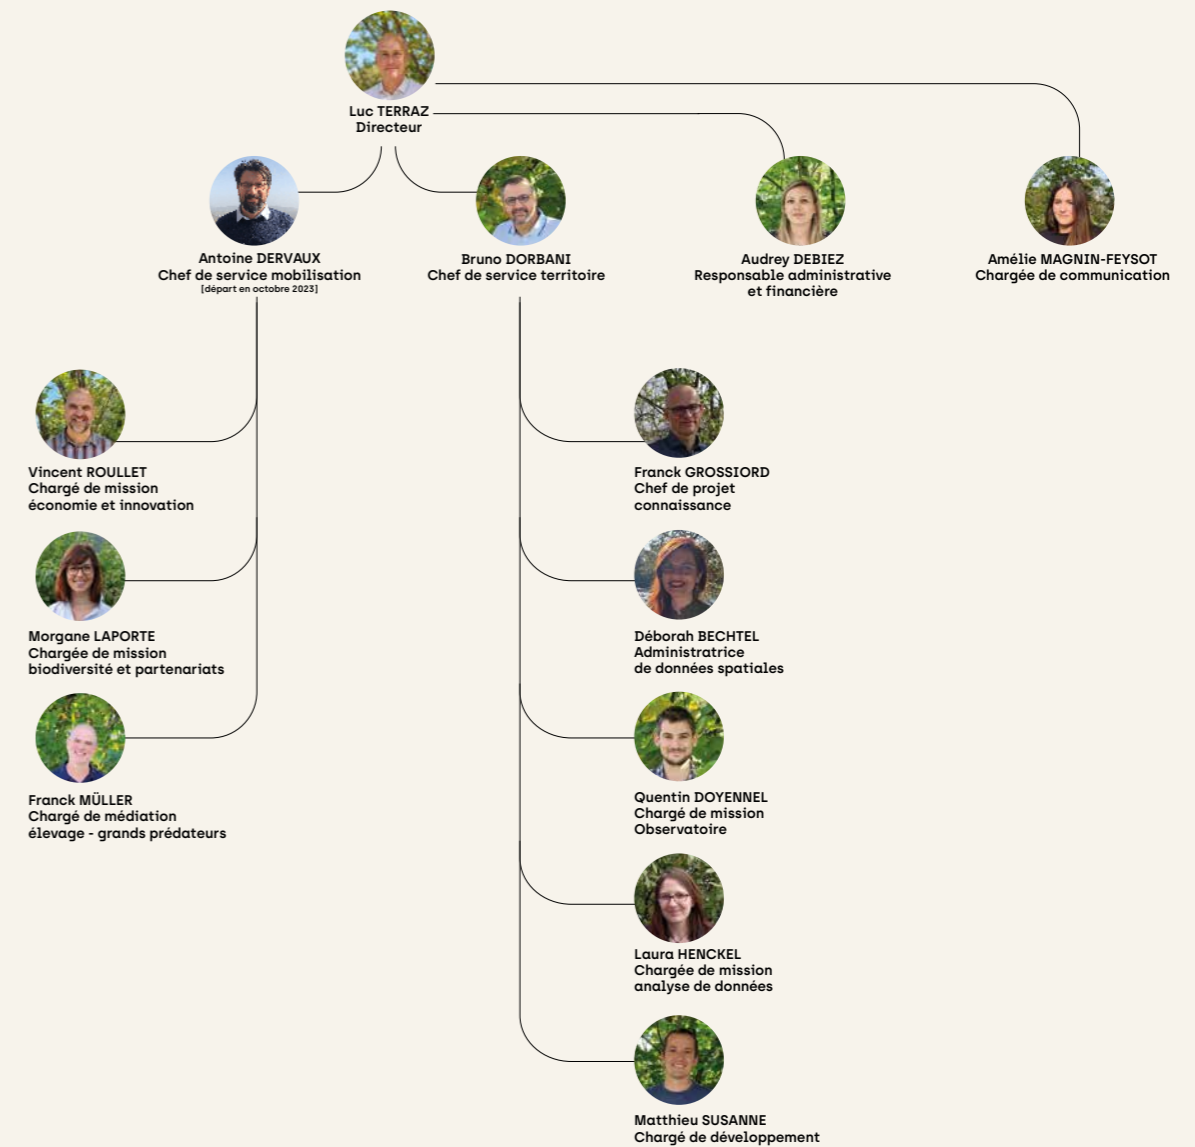 Luc TERRAZ
Directeur
Antoine DERVAUX
Chef de service mobilisation
[départ en octobre 2023]
Bruno DORBANI
Chef de service territoire
Audrey DEBIEZ
Responsable administrative
et financière
Amélie MAGNIN-FEYSOT
Chargée de communication
Vincent ROULLET
Chargé de mission
économie et innovation
Morgane LAPORTE
Chargée de mission
biodiversité et partenariats
Franck MÜLLER
Chargé de médiation
élevage - grands prédateurs
Franck GROSSIORD
Chef de projet
connaissance
Déborah BECHTEL
Administratrice
de données spatiales
Quentin DOYENNEL
Chargé de mission
Observatoire
Laura HENCKEL
Chargée de mission
analyse de données
Matthieu SUSANNE
Chargé de développement